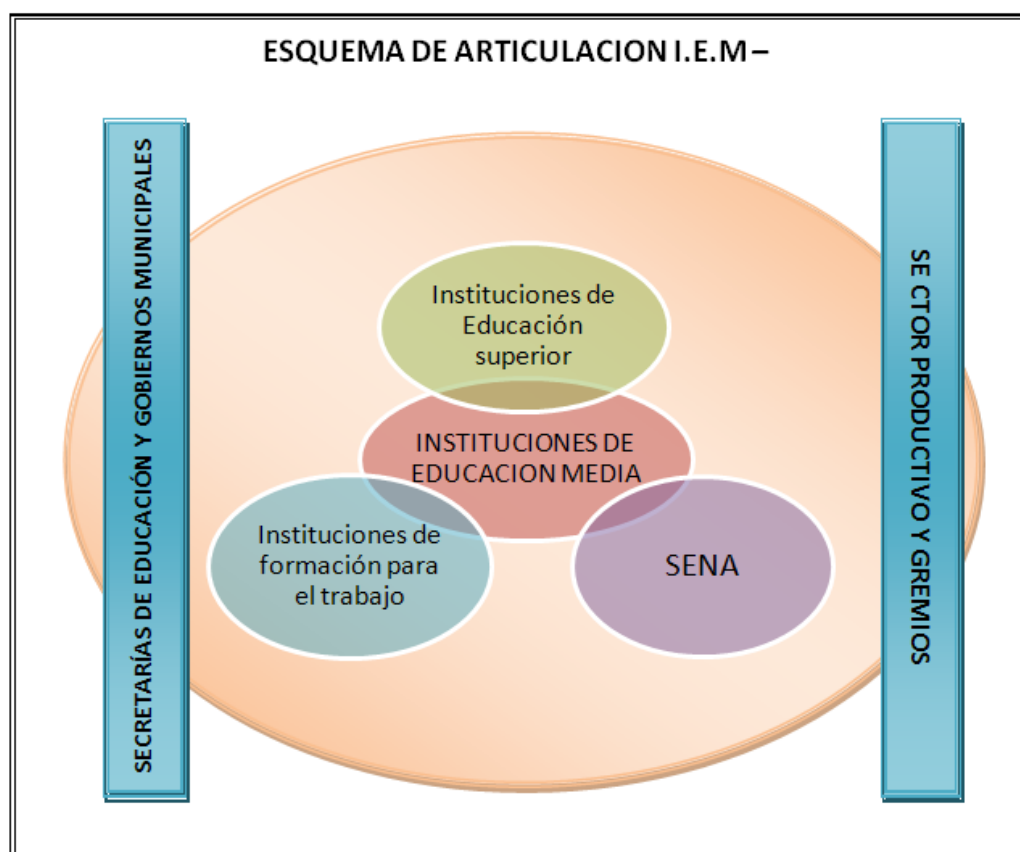 ESQUEMA DE ARTICULACION I.E.M –
SECRETARÍAS DE EDUCACIÓN Y GOBIERNOS MUNICIPALES
Instituciones de
Educación
superior
INSTITUCIONES DE
EDUCACION MEDIA
Instituciones de
formación para
el trabajo
SENA
SE CTOR PRODUCTIVO Y GREMIOS